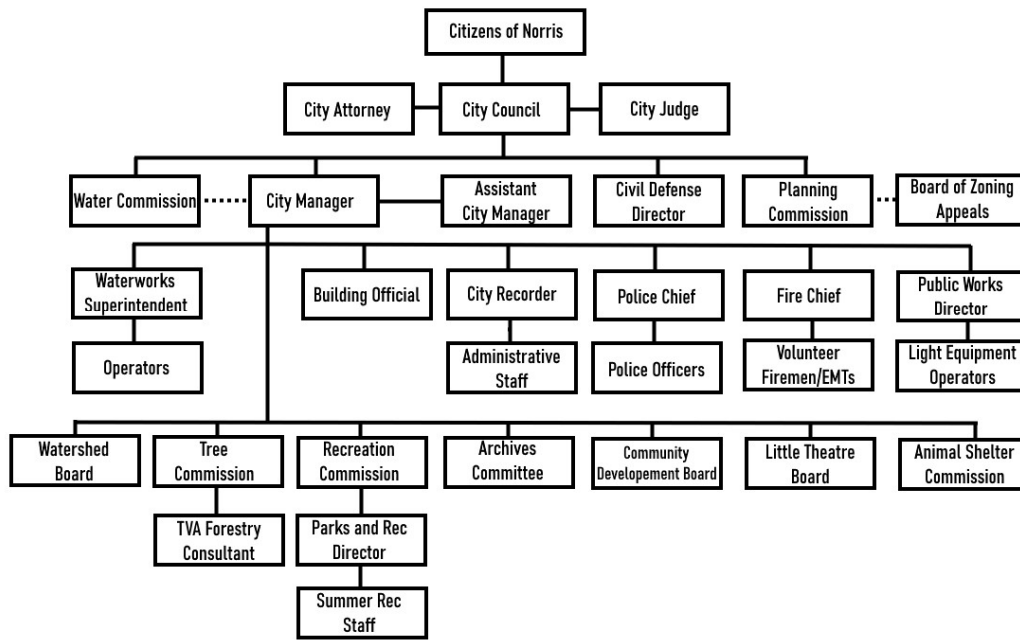 Citizens of Norris
City Attorney
City Council
City Judge
Water Commission
City Manager
Assistant
City Manager
Civil Defense
Director
Planning
Commission
Board of Zoning
Appeals
Waterworks
Superintendent
Building Official
City Recorder
Police Chief
Fire Chief
Public Works
Director
Operators
Administrative
Staff
Police Officers
Volunteer
Firemen/EMTs
Light Equipment
Operators
Watershed
Board
Tree
Commission
Recreation
Commission
Archives
Committee
Community
Developement Board
Little Theatre
Board
Animal Shelter
Commission
TVA Forestry
Consultant
Parks and Rec
Director
Summer Rec
Staff